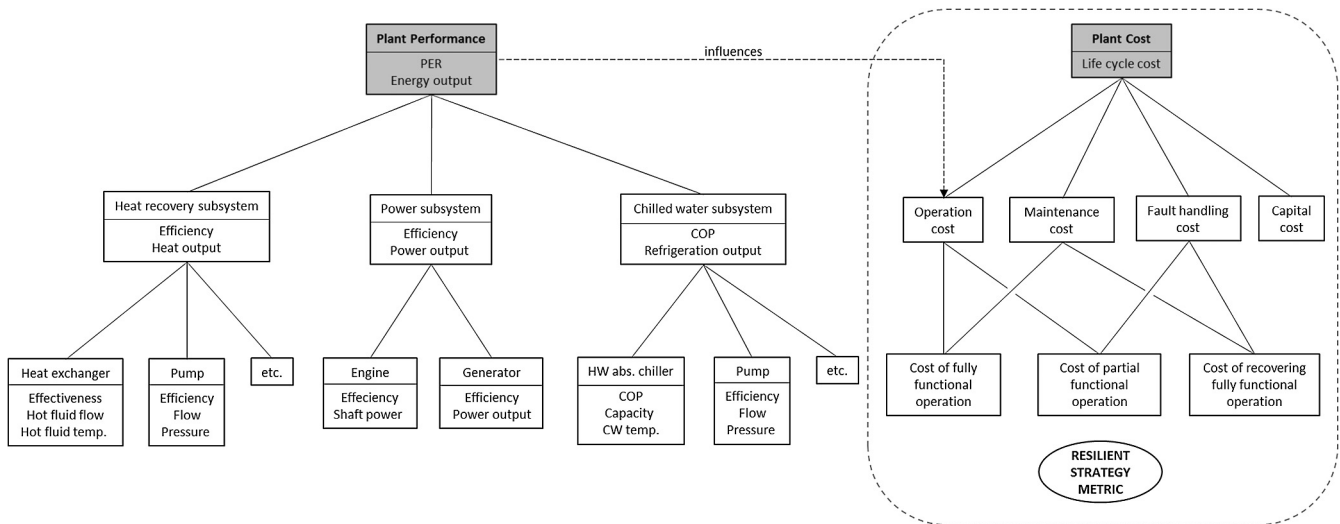 Plant Performance
PER
Energy output
influences
Plant Cost
Life cycle cost
Heat recovery subsystem
Efficiency
Heat output
Power subsystem
Efficiency
Power output
Chilled water subsystem
COP
Refrigeration output
Operation
cost
Maintenance
cost
Fault handling
cost
Capital
cost
Heat exchanger
Effectiveness
Hot fluid flow
Hot fluid temp.
Pump
Efficiency
Flow
Pressure
etc.
Engine
Effeciency
Shaft power
Generator
Efficiency
Power output
HW abs. chiller
COP
Capacity
CW temp.
Pump
Efficiency
Flow
Pressure
etc.
Cost of fully
functional
operation
Cost of partial
functional
operation
Cost of recovering
fully functional
operation
RESILIENT
STRATEGY
METRIC